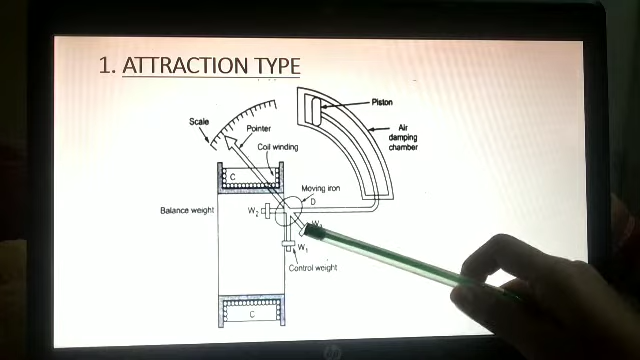 1. ATTRACTION TYPE
Piston
Scale
Pointer
Air
damping
chamber
Coil winding
C
Moving iron
D
Balance weight
W2
W1
Control weight
C
hp